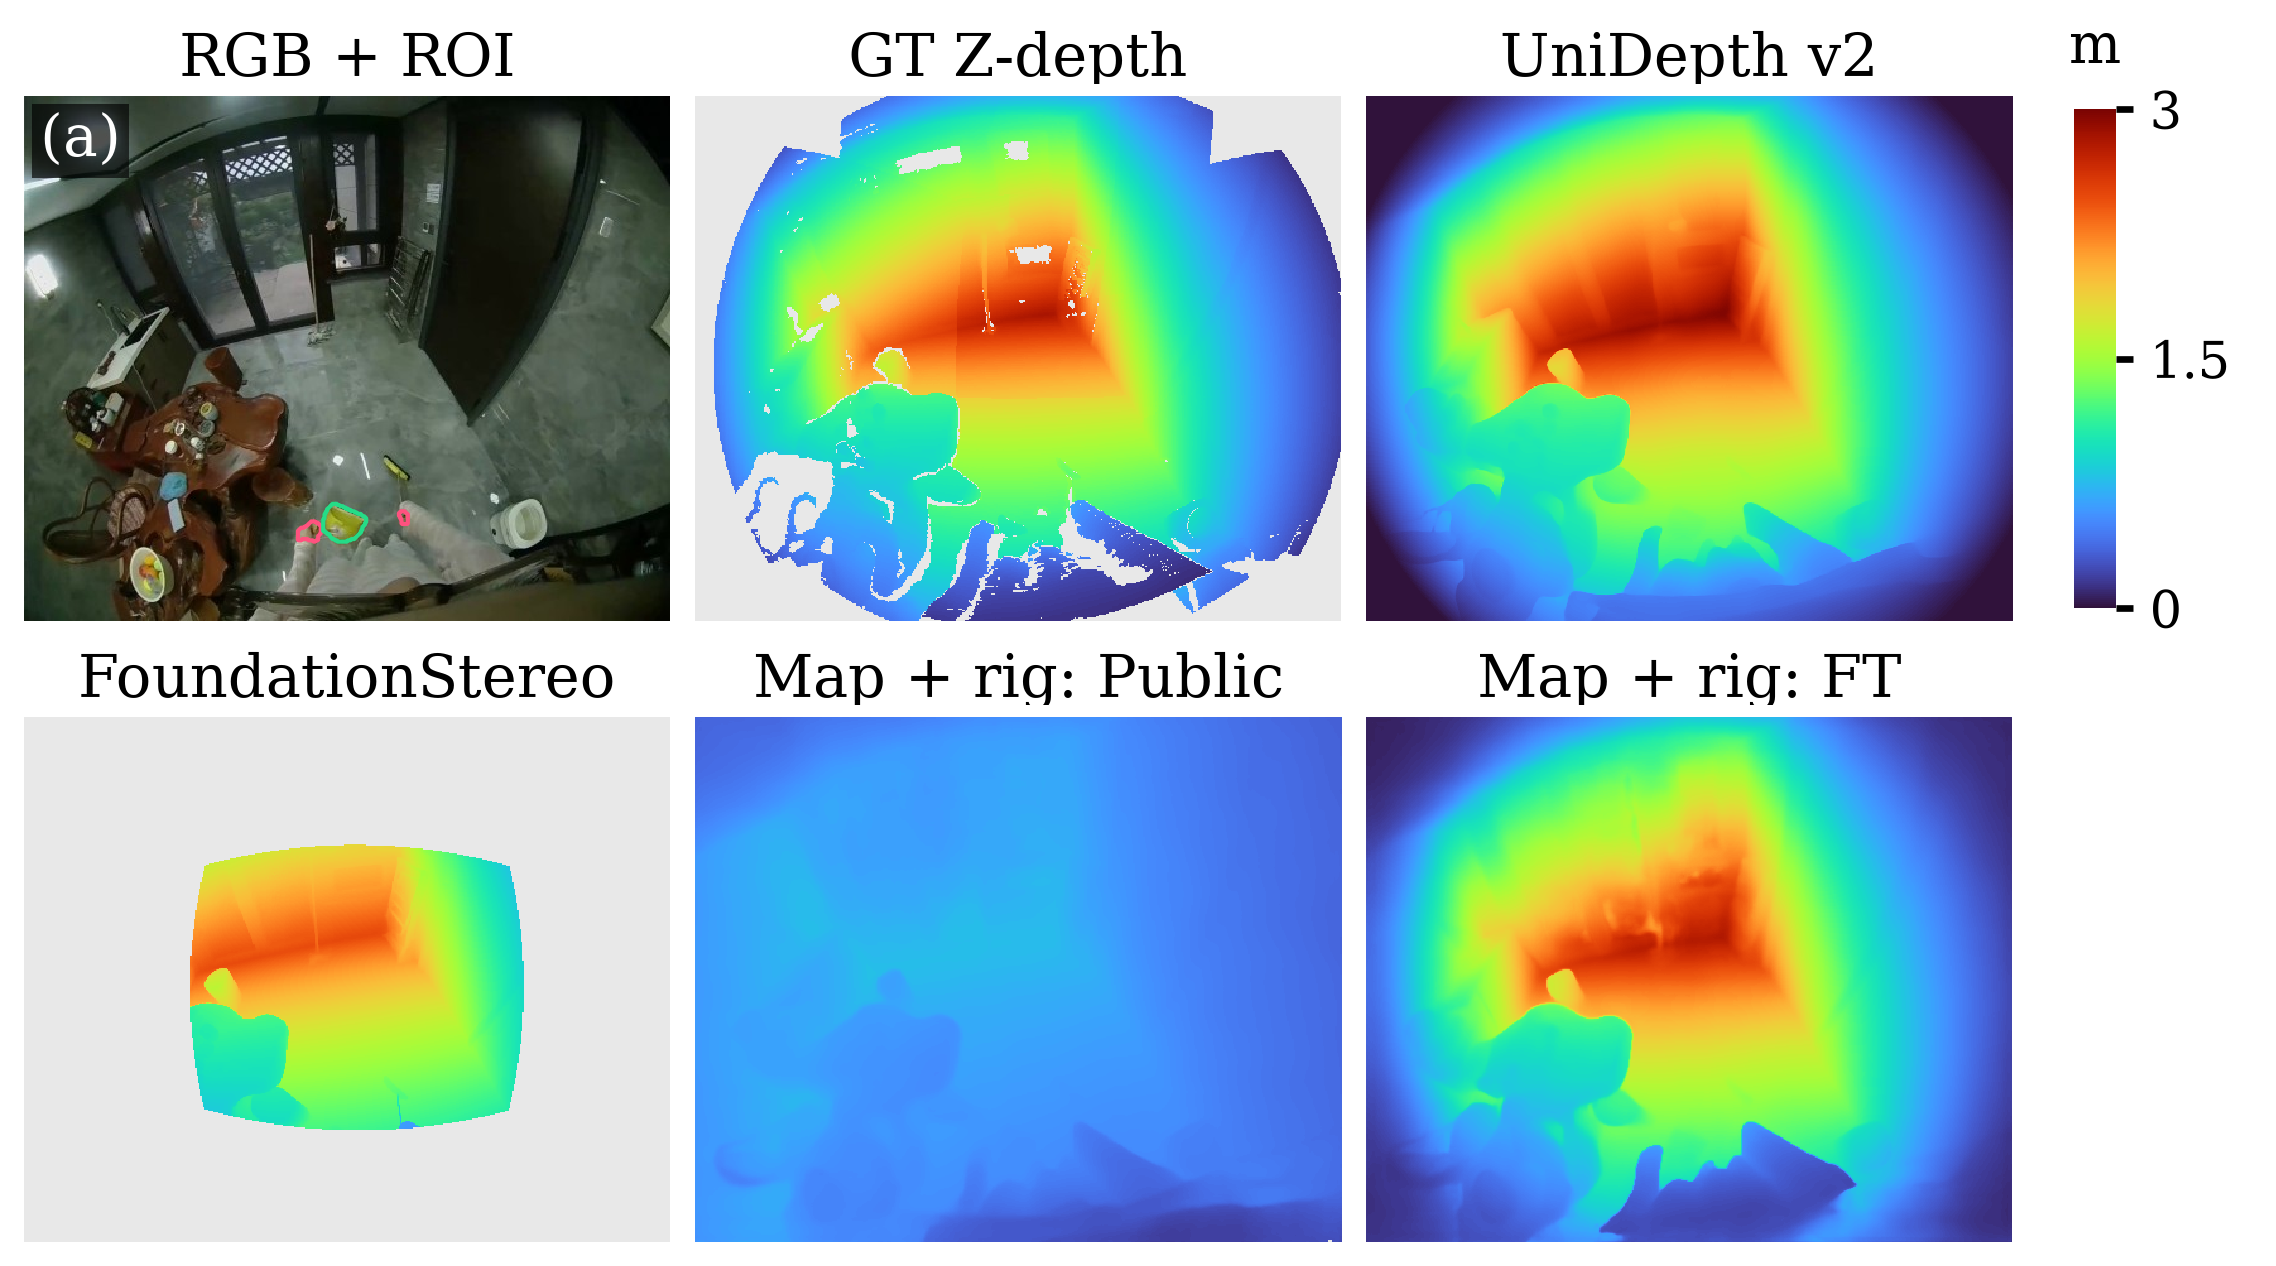 RGB + ROI
GT Z-depth
UniDepth v2
m
(a)
3
1.5
0
FoundationStereo
Map + rig: Public
Map + rig: FT